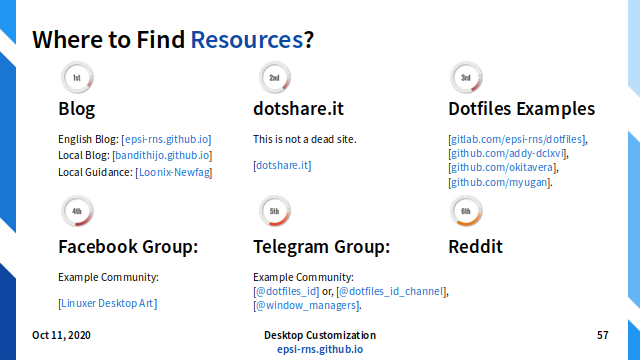 Where to Find Resources?
1st
Blog
English Blog: [epsi-rns.github.io]
Local Blog: [bandithijo.github.io]
Local Guidance: [Loonix-Newfag]
2nd
dotshare.it
This is not a dead site.
[dotshare.it]
3rd
Dotfiles Examples
[gitlab.com/epsi-rns/dotfiles],
[github.com/addy-dclxvi],
[github.com/okitavera],
[github.com/myugan].
4th
Facebook Group:
Example Community:
[Linuxer Desktop Art]
5th
Telegram Group:
Example Community:
[@dotfiles_id] or, [@dotfiles_id_channel],
[@window_managers].
6th
Reddit
Oct 11, 2020
Desktop Customization
epsi-rns.github.io
57